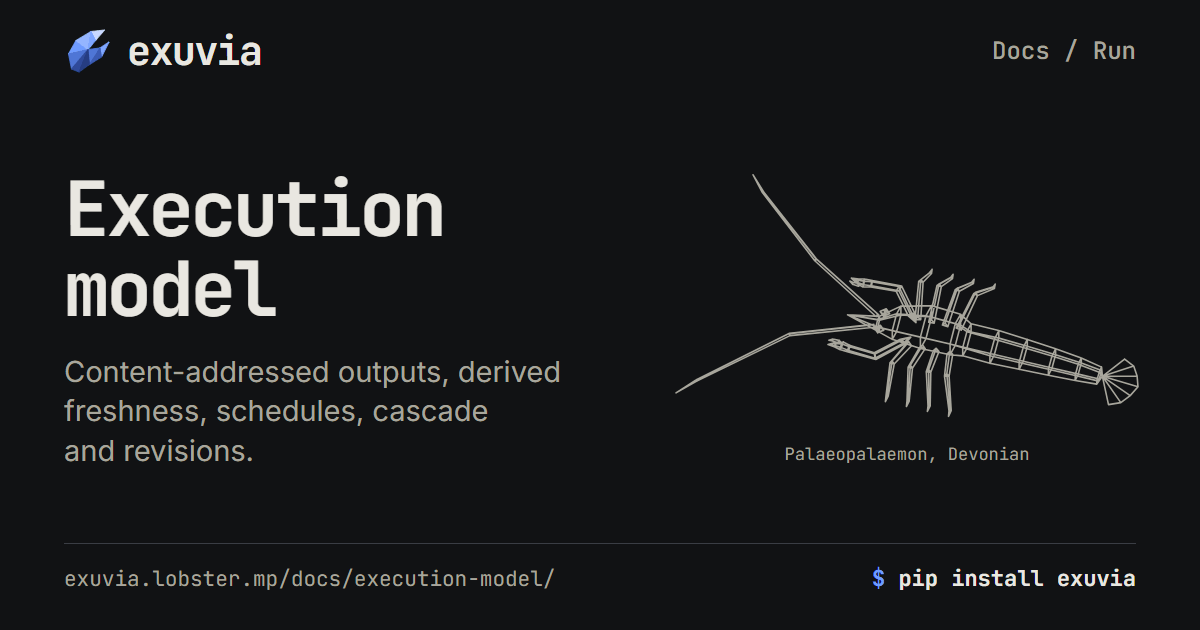 exuvia
Docs / Run
Execution
model
Content-addressed outputs, derived
freshness, schedules, cascade
and revisions.
Palaeopalaemon, Devonian
exuvia.lobster.mp/docs/execution-model/
$ pip install exuvia